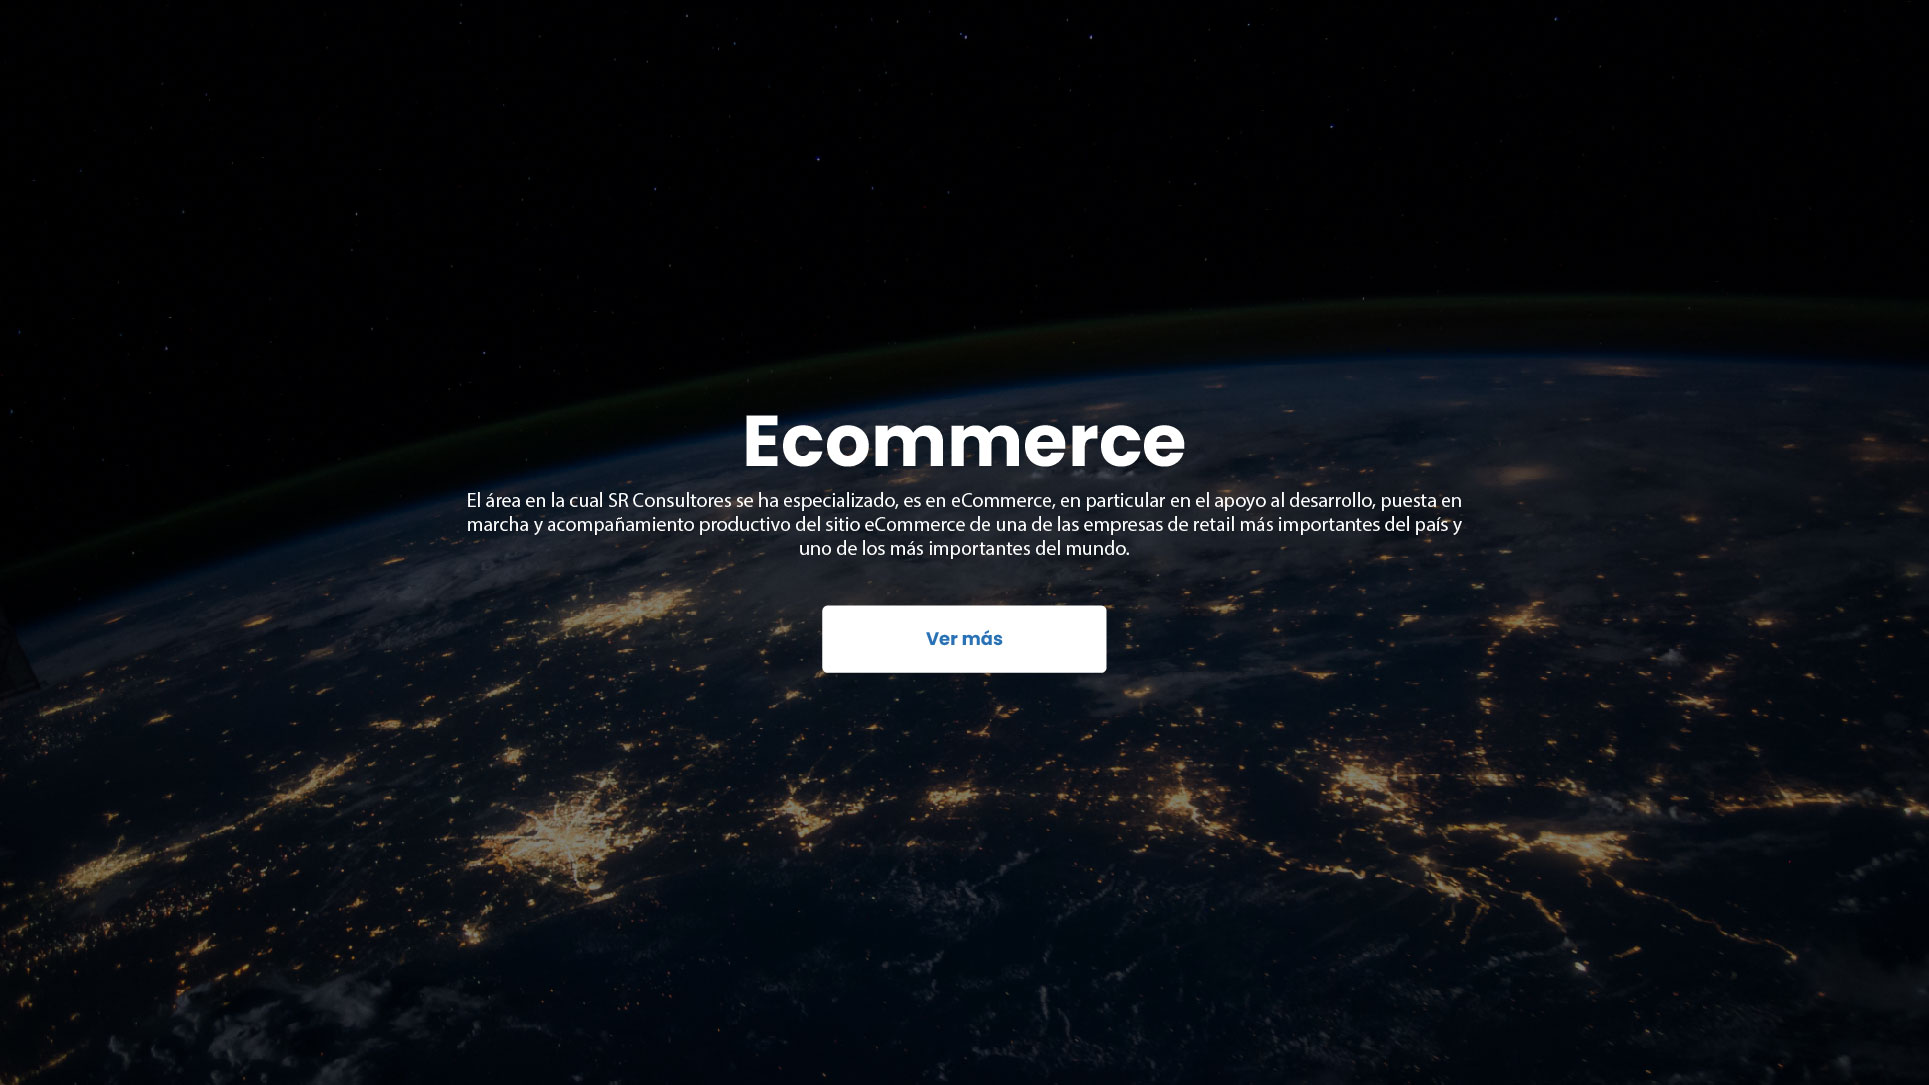 Ecommerce
El área en la cual SR Consultores se ha especializado, es en eCommerce, en particular en el apoyo al desarrollo, puesta en
marcha y acompañamiento productivo del sitio eCommerce de una de las empresas de retail más importantes del país y
uno de los más importantes del mundo.
Ver más